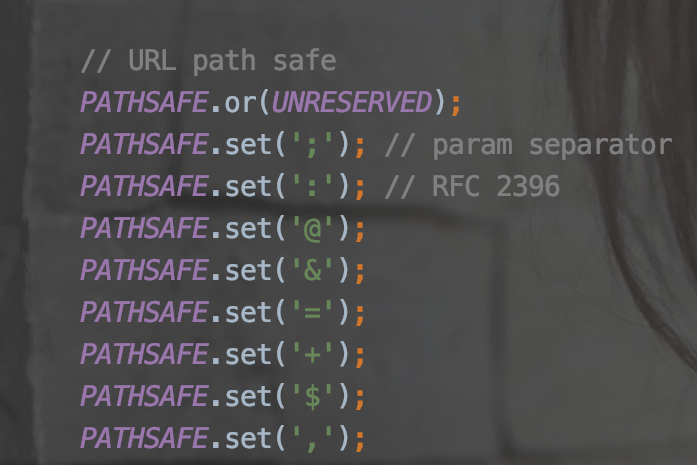 // URL path safe
PATHSAFE.or(UNRESERVED);
PATHSAFE.set(';'); // param separator
PATHSAFE.set(':'); // RFC 2396
PATHSAFE.set('@');
PATHSAFE.set('&');
PATHSAFE.set('=');
PATHSAFE.set('+');
PATHSAFE.set('$');
PATHSAFE.set(',');